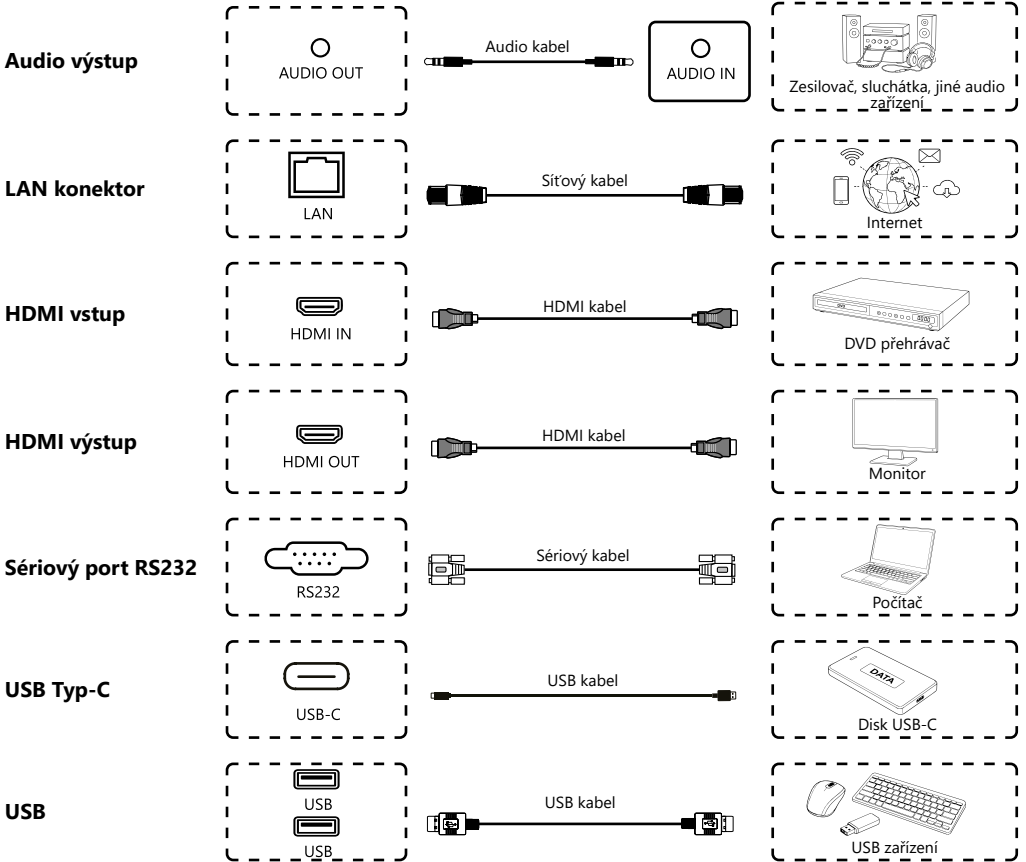 Audio výstup
AUDIO OUT
Audio kabel
AUDIO IN
Zesilovač, sluchátka, jiné audio
zařízení
LAN konektor
LAN
Síťový kabel
Internet
HDMI vstup
HDMI IN
HDMI kabel
DVD přehrávač
HDMI výstup
HDMI OUT
HDMI kabel
Monitor
Sériový port RS232
RS232
Sériový kabel
Počítač
USB Typ-C
USB-C
USB kabel
DATA
Disk USB-C
USB
USB
USB
USB kabel
USB zařízení